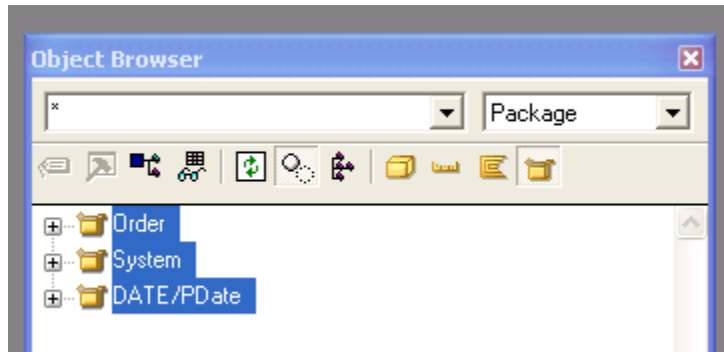 Object Browser
*
Package
Order
System
DATE/PDate